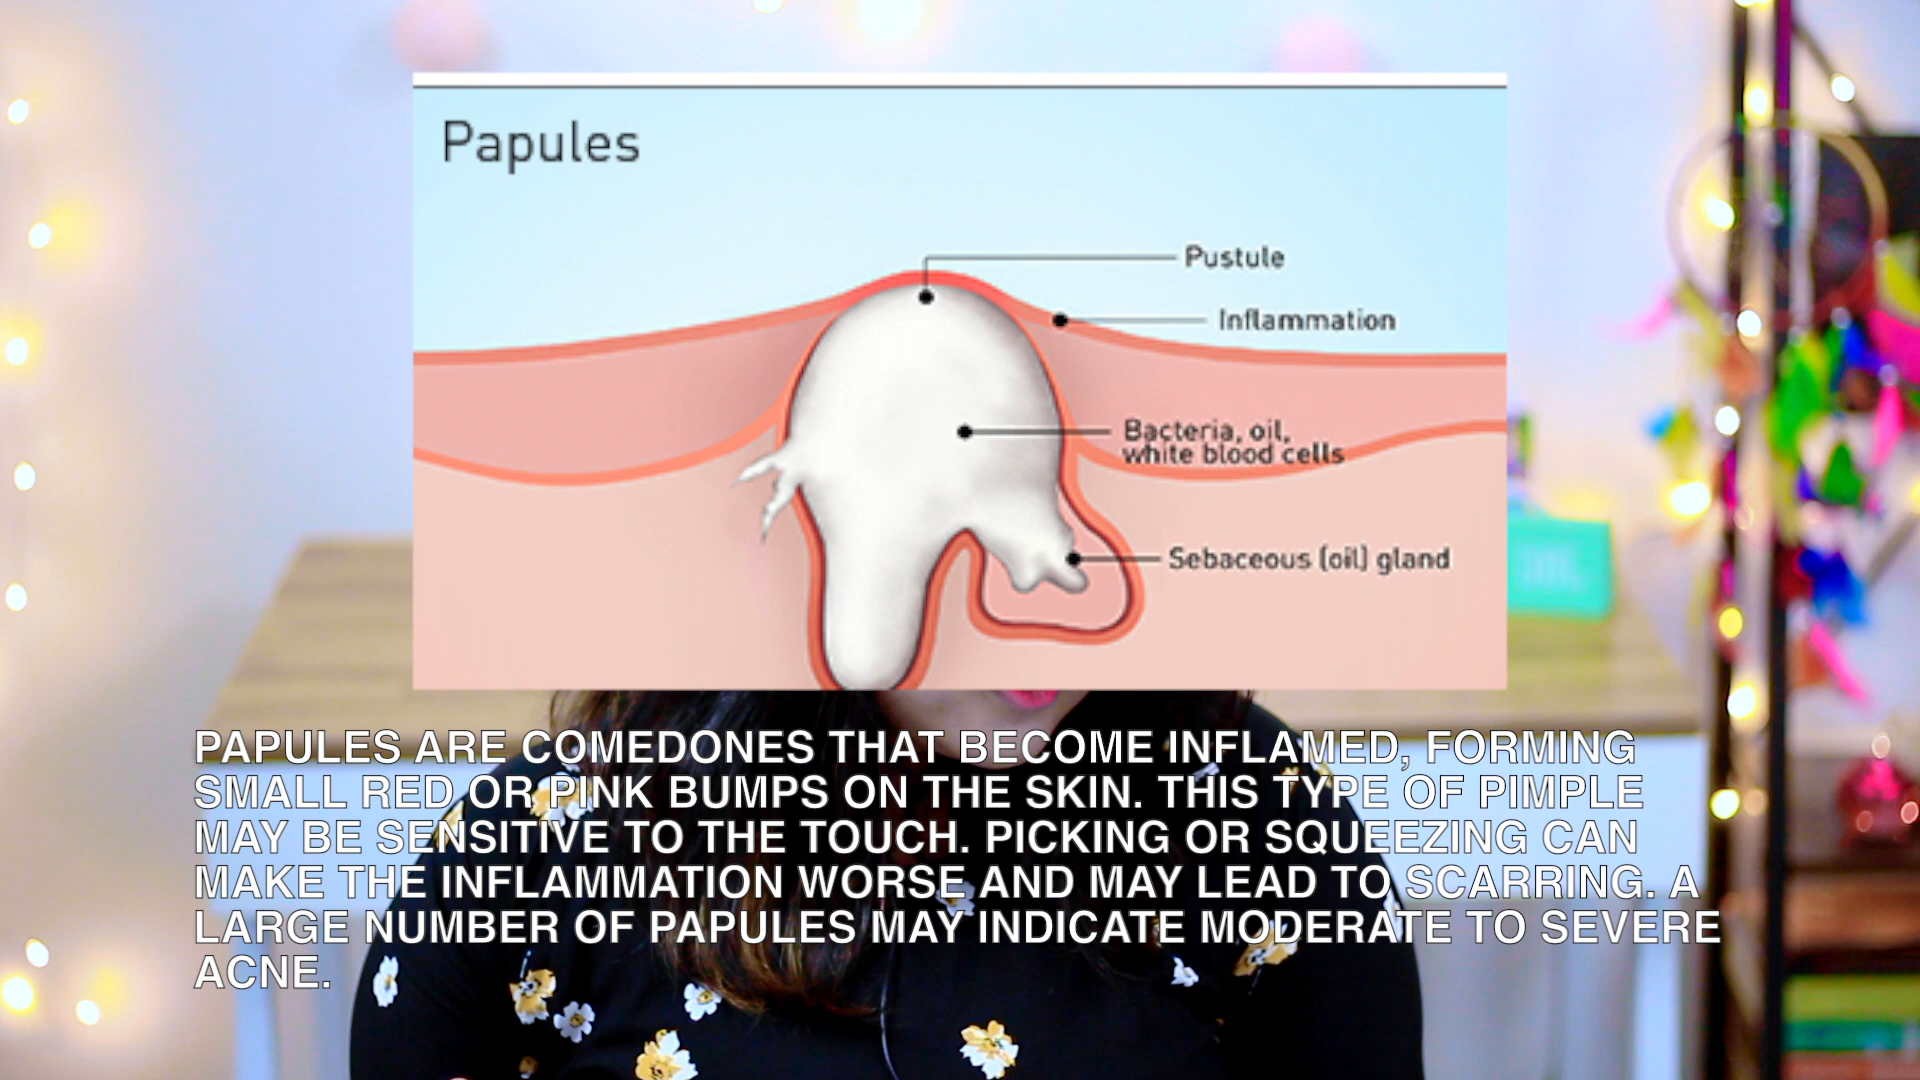 Papules
Pustule
Inflammation
Bacteria, oil,
white blood cells
Sebaceous (oil) gland
PAPULES ARE COMEDONES THAT BECOME INFLAMED, FORMING
SMALL RED OR PINK BUMPS ON THE SKIN. THIS TYPE OF PIMPLE
MAY BE SENSITIVE TO THE TOUCH. PICKING OR SQUEEZING CAN
MAKE THE INFLAMMATION WORSE AND MAY LEAD TO SCARRING. A
LARGE NUMBER OF PAPULES MAY INDICATE MODERATE TO SEVERE
ACNE.